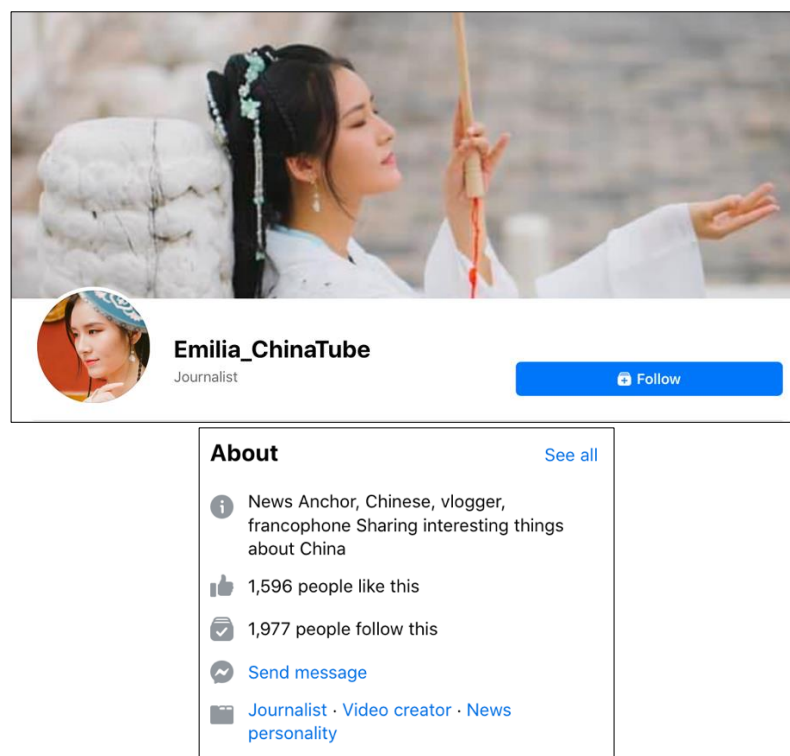 Emilia_ChinaTube
Journalist
Follow
About
See all
News Anchor, Chinese, vlogger,
francophone Sharing interesting things
about China
1,596 people like this
1,977 people follow this
Send message
Journalist · Video creator · News
personality